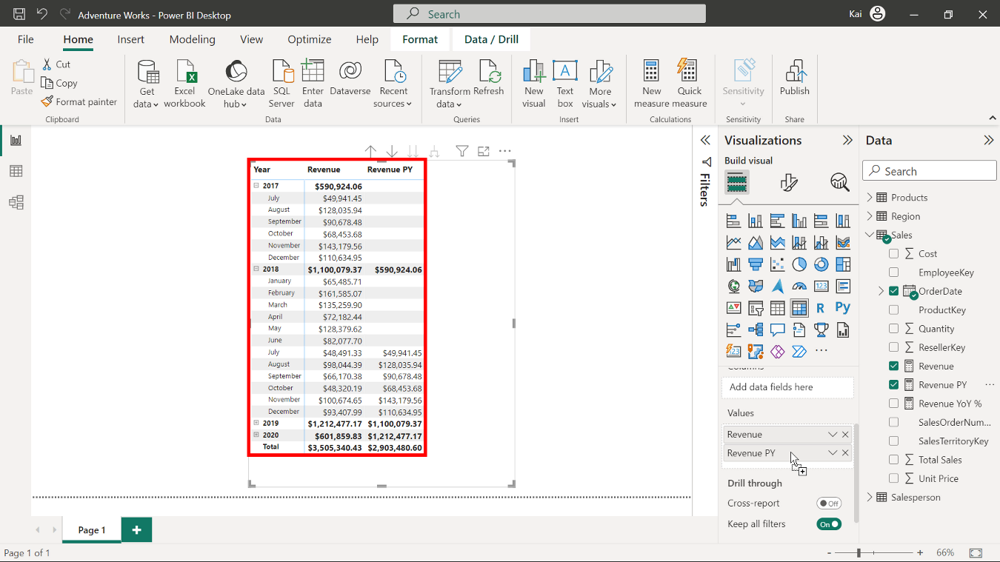 Adventure Works - Power BI Desktop
Search
Kai
File
Home
Insert
Modeling
View
Optimize
Help
Format
Data / Drill
Paste
Cut
Copy
Format painter
Clipboard
Get data
Excel workbook
OneLake data hub
SQL Server
Enter data
Dataverse
Recent sources
Data
Transform data
Refresh
Queries
New visual
Text box
More visuals
Insert
New measure
Quick measure
Calculations
Sensitivity
Sensitivity
Publish
Share
Year Revenue Revenue PY
2017 $590,924.06
July $49,941.45
August $128,035.94
September $90,678.48
October $68,453.68
November $143,179.56
December $110,634.95
2018 $1,100,079.37 $590,924.06
January $65,485.71
February $161,585.07
March $135,259.90
April $72,182.44
May $128,379.62
June $82,077.70
July $48,491.33 $49,941.45
August $98,044.39 $128,035.94
September $66,170.38 $90,678.48
October $48,320.19 $68,453.68
November $100,674.65 $143,179.56
December $93,407.99 $110,634.95
2019 $1,212,477.17 $1,100,079.37
2020 $601,859.83 $1,212,477.17
Total $3,505,340.43 $2,903,480.60
Filters
Visualizations
Build visual
123
R
Py
123
Columns
Add data fields here
Values
Revenue
Revenue PY
Drill through
Cross-report
Off
Keep all filters
On
Data
Search
Products
Region
Sales
Cost
EmployeeKey
OrderDate
ProductKey
Quantity
ResellerKey
Revenue
Revenue PY
Revenue YoY %
SalesOrderNum...
SalesTerritoryKey
Total Sales
Unit Price
Salesperson
Page 1
Page 1 of 1
66%